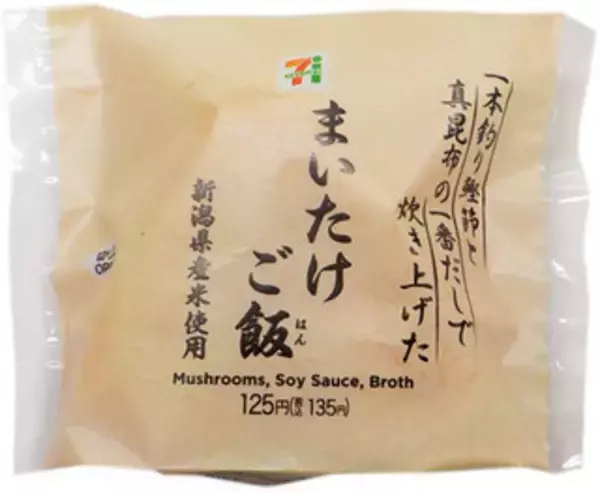 一本釣り鰹節と
真昆布の一番だしで
炊き上げた
まいたけ
ご飯
はん
新潟県産米使用
Mushrooms, Soy Sauce, Broth
125円(税込 135円)